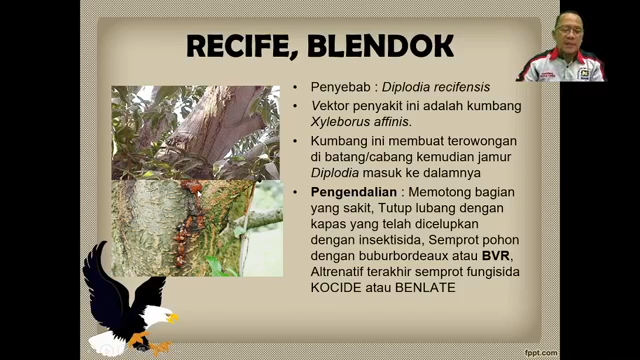 RECIFE, BLENDOK
• Penyebab : Diplodia recifensis
• Vektor penyakit ini adalah kumbang
Xyleborus affinis.
• Kumbang ini membuat terowongan
di batang/cabang kemudian jamur
Diplodia masuk ke dalamnya
• Pengendalian : Memotong bagian
yang sakit, Tutup lubang dengan
kapas yang telah dicelupkan
dengan insektisida, Semprot pohon
dengan buburbordeaux atau BVR,
Altrenatif terakhir semprot fungisida
KOCIDE atau BENLATE
fppt.com